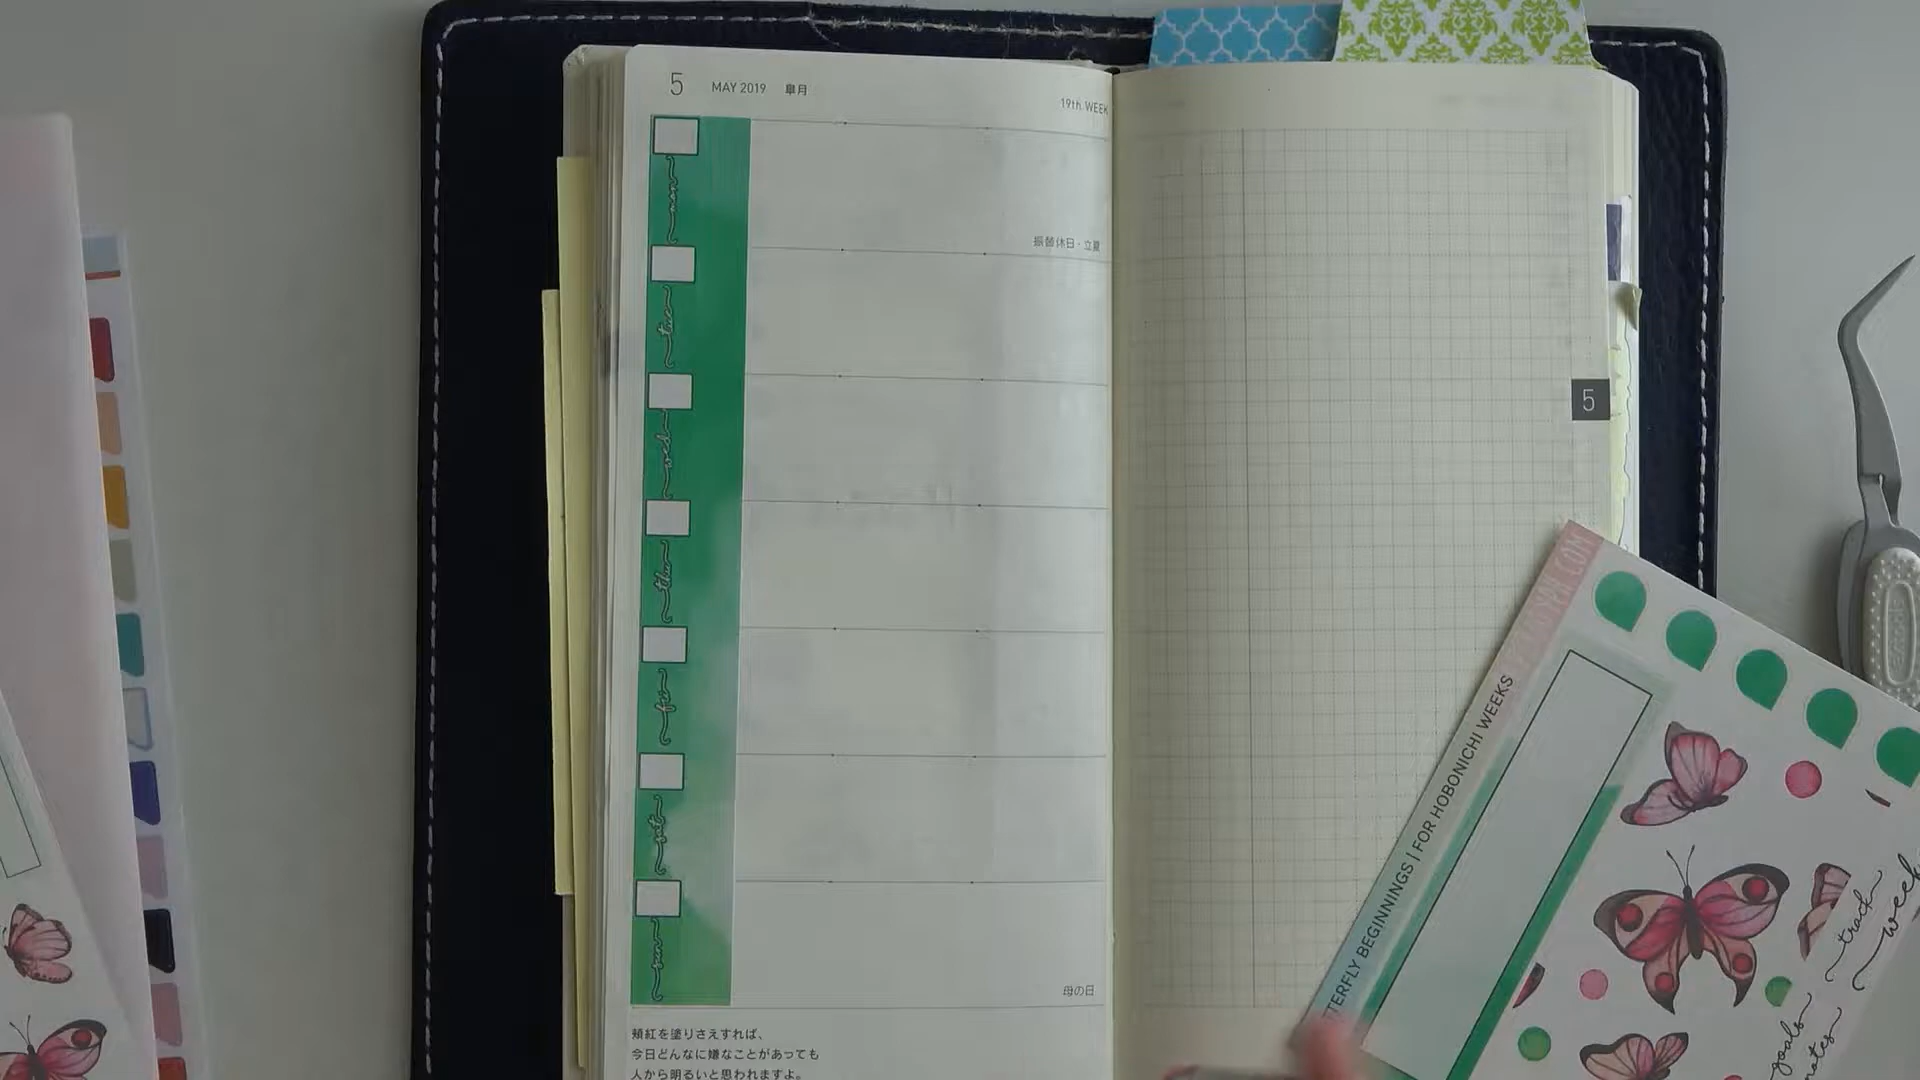 5 MAY 2019 皐月
19th WEEK
mon
振替休日・立夏
tue
wed
thu
fri
sat
sun
母の日
頬紅を塗りさえすれば、
今日どんなに嫌なことがあっても
人から明るいと思われますよ。
5
TERFLY BEGINNINGS | FOR HOBONICHI WEEKS
track
week
goals
notes